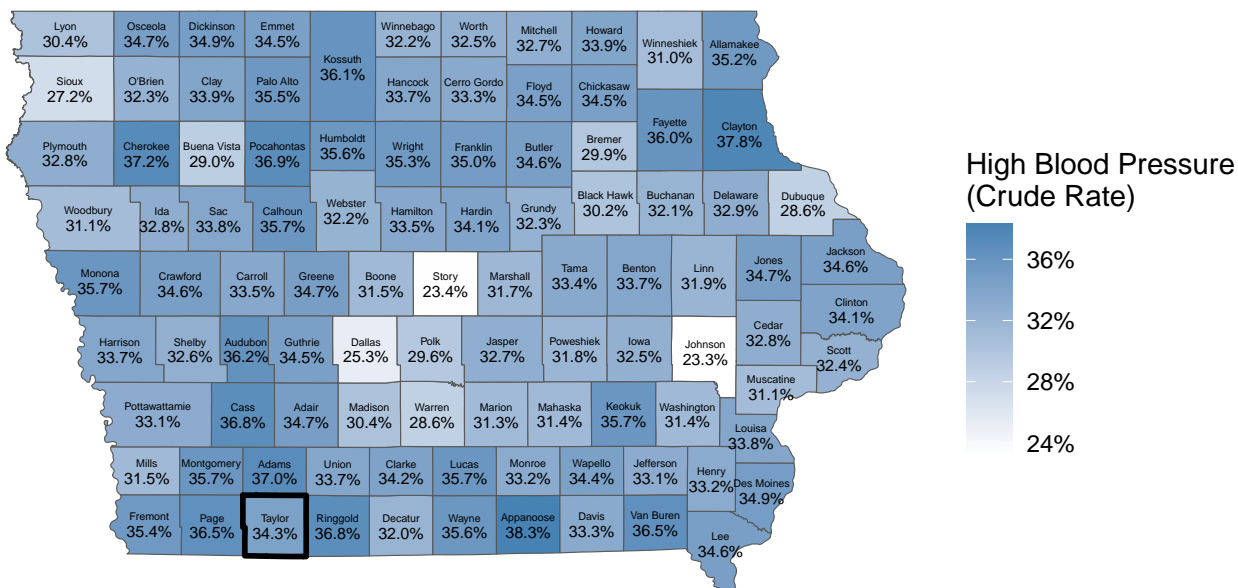 Lyon
30.4%
Osceola
34.7%
Dickinson
34.9%
Emmet
34.5%
Kossuth
36.1%
Winnebago
32.2%
Worth
32.5%
Mitchell
32.7%
Howard
33.9%
Winneshiek
31.0%
Allamakee
35.2%
Sioux
27.2%
O'Brien
32.3%
Clay
33.9%
Palo Alto
35.5%
Hancock
33.7%
Cerro Gordo
33.3%
Floyd
34.5%
Chickasaw
34.5%
Plymouth
32.8%
Cherokee
37.2%
Buena Vista
29.0%
Pocahontas
36.9%
Humboldt
35.6%
Wright
35.3%
Franklin
35.0%
Butler
34.6%
Bremer
29.9%
Fayette
36.0%
Clayton
37.8%
Woodbury
31.1%
Ida
32.8%
Sac
33.8%
Calhoun
35.7%
Webster
32.2%
Hamilton
33.5%
Hardin
34.1%
Grundy
32.3%
Black Hawk
30.2%
Buchanan
32.1%
Delaware
32.9%
Dubuque
28.6%
Monona
35.7%
Crawford
34.6%
Carroll
33.5%
Greene
34.7%
Boone
31.5%
Story
23.4%
Marshall
31.7%
Tama
33.4%
Benton
33.7%
Linn
31.9%
Jones
34.7%
Jackson
34.6%
Clinton
34.1%
Harrison
33.7%
Shelby
32.6%
Audubon
36.2%
Guthrie
34.5%
Dallas
25.3%
Polk
29.6%
Jasper
32.7%
Poweshiek
31.8%
Iowa
32.5%
Johnson
23.3%
Cedar
32.8%
Scott
32.4%
Muscatine
31.1%
Pottawattamie
33.1%
Cass
36.8%
Adair
34.7%
Madison
30.4%
Warren
28.6%
Marion
31.3%
Mahaska
31.4%
Keokuk
35.7%
Washington
31.4%
Louisa
33.8%
Mills
31.5%
Montgomery
35.7%
Adams
37.0%
Union
33.7%
Clarke
34.2%
Lucas
35.7%
Monroe
33.2%
Wapello
34.4%
Jefferson
33.1%
Henry
33.2%
Des Moines
34.9%
Fremont
35.4%
Page
36.5%
Taylor
34.3%
Ringgold
36.8%
Decatur
32.0%
Wayne
35.6%
Appanoose
38.3%
Davis
33.3%
Van Buren
36.5%
Lee
34.6%
High Blood Pressure
(Crude Rate)
36%
32%
28%
24%